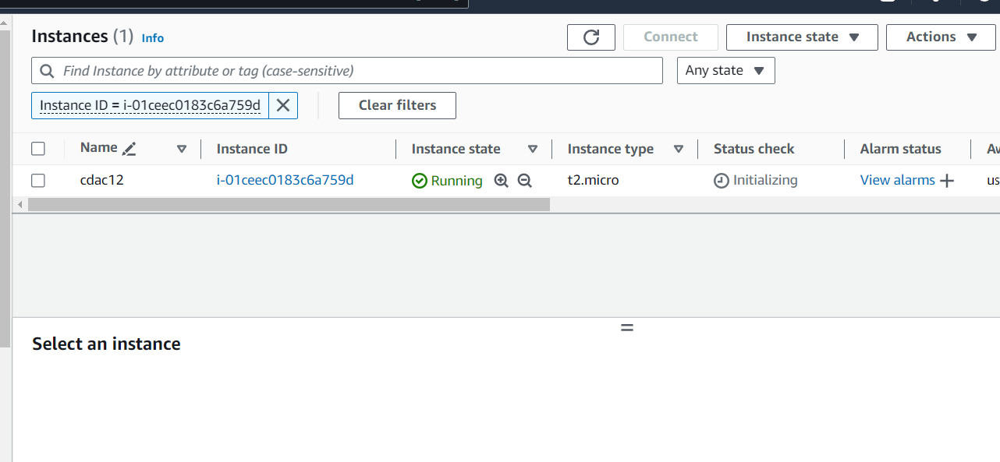 Instances (1) Info
Connect
Instance state
Actions
Find Instance by attribute or tag (case-sensitive)
Any state
Instance ID = i-01ceec0183c6a759d
Clear filters
Name Instance ID Instance state Instance type Status check Alarm status
cdac12 i-01ceec0183c6a759d Running t2.micro Initializing View alarms us
Select an instance